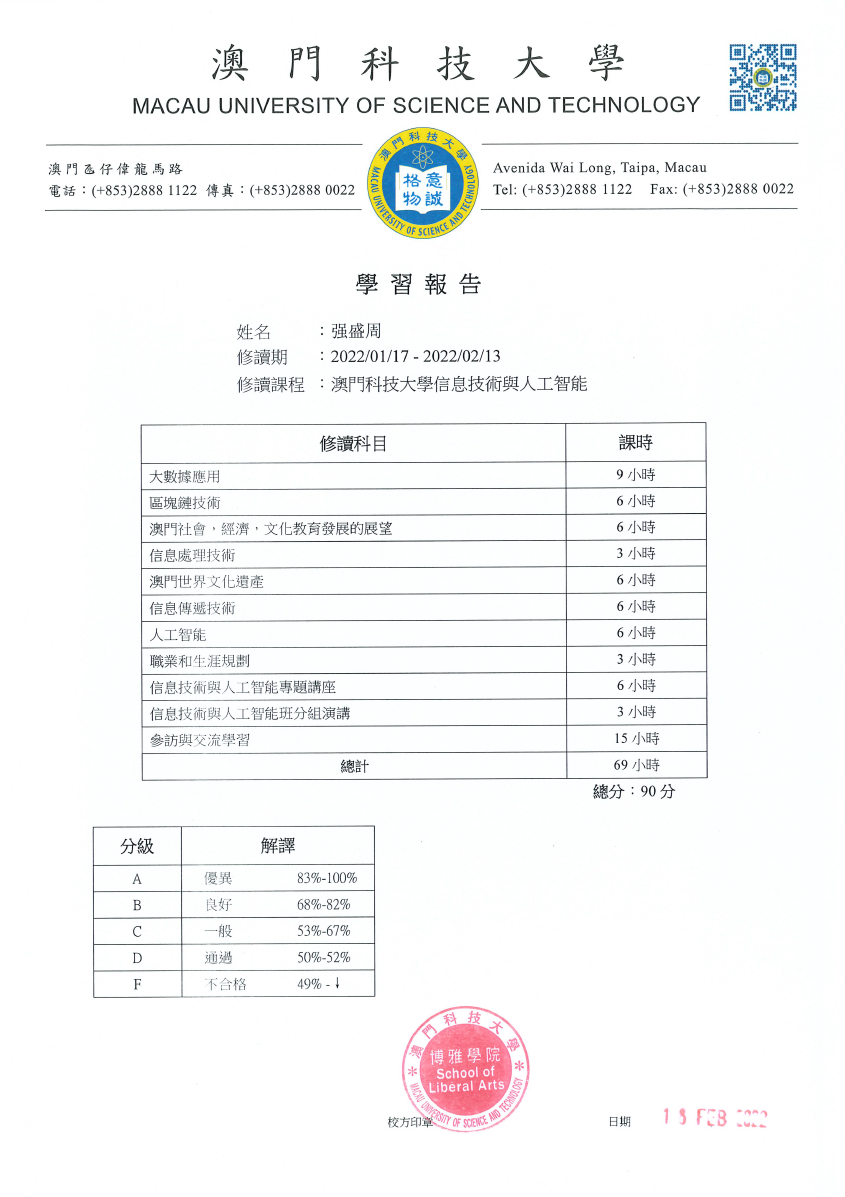 澳門科技大學
MACAU UNIVERSITY OF SCIENCE AND TECHNOLOGY
澳門氹仔偉龍馬路
電話：(+853)2888 1122 傳真：(+853)2888 0022
澳門科技大學
意誠格物
MACAU UNIVERSITY OF SCIENCE AND TECHNOLOGY
Avenida Wai Long, Taipa, Macau
Tel: (+853)2888 1122 Fax: (+853)2888 0022
學習報告
姓名 ：强盛周
修讀期 ：2022/01/17 - 2022/02/13
修讀課程 ：澳門科技大學信息技術與人工智能
修讀科目 課時
大數據應用 9 小時
區塊鏈技術 6 小時
澳門社會，經濟，文化教育發展的展望 6 小時
信息處理技術 3 小時
澳門世界文化遺產 6 小時
信息傳遞技術 6 小時
人工智能 6 小時
職業和生涯規劃 3 小時
信息技術與人工智能專題講座 6 小時
信息技術與人工智能班分組演講 3 小時
參訪與交流學習 15 小時
總計 69 小時
總分：90 分
分級 解譯
A 優異 83%-100%
B 良好 68%-82%
C 一般 53%-67%
D 通過 50%-52%
F 不合格 49% -↓
澳門科技大學
博雅學院
School of
Liberal Arts
MACAU UNIVERSITY OF SCIENCE AND TECHNOLOGY
校方印章 日期 FEB 2022